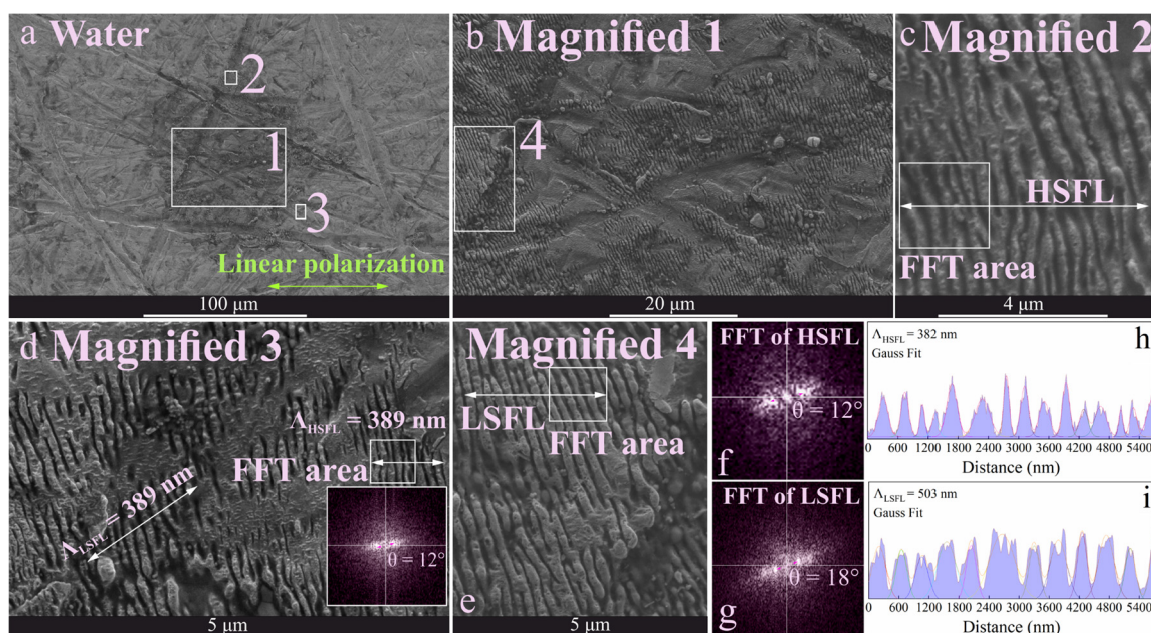 a Water
2
1
3
Linear polarization
100 μm
b Magnified 1
4
20 μm
c Magnified 2
HSFL
FFT area
4 μm
d Magnified 3
ΛHSFL = 389 nm
FFT area
ΛLSFL = 389 nm
θ = 12°
5 μm
Magnified 4
LSFL
FFT area
e
5 μm
FFT of HSFL
θ = 12°
f
FFT of LSFL
θ = 18°
g
ΛHSFL = 382 nm
h
Gauss Fit
0 600 1200 1800 2400 3000 3600 4200 4800 5400
Distance (nm)
ΛLSFL = 503 nm
i
Gauss Fit
0 600 1200 1800 2400 3000 3600 4200 4800 5400
Distance (nm)